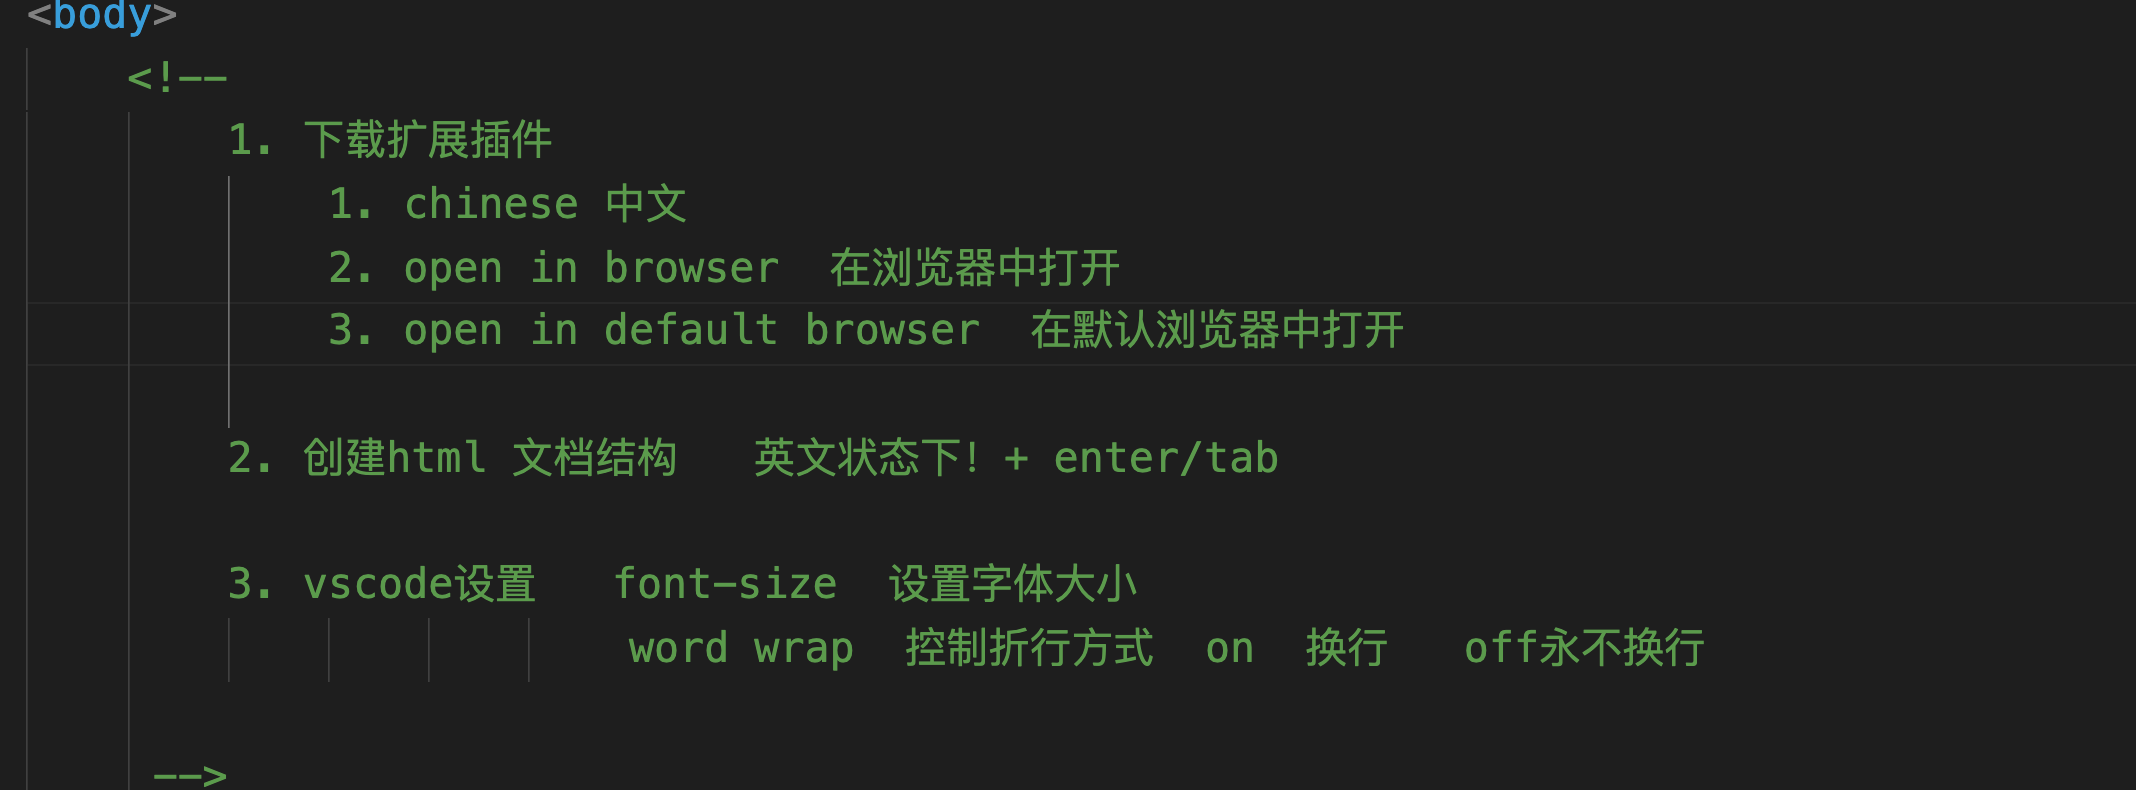 <body>
<!--
1. 下载扩展插件
1. chinese 中文
2. open in browser  在浏览器中打开
3. open in default browser  在默认浏览器中打开
2. 创建html 文档结构   英文状态下! + enter/tab
3. vscode设置   font-size  设置字体大小
word wrap  控制折行方式  on  换行   off永不换行
-->